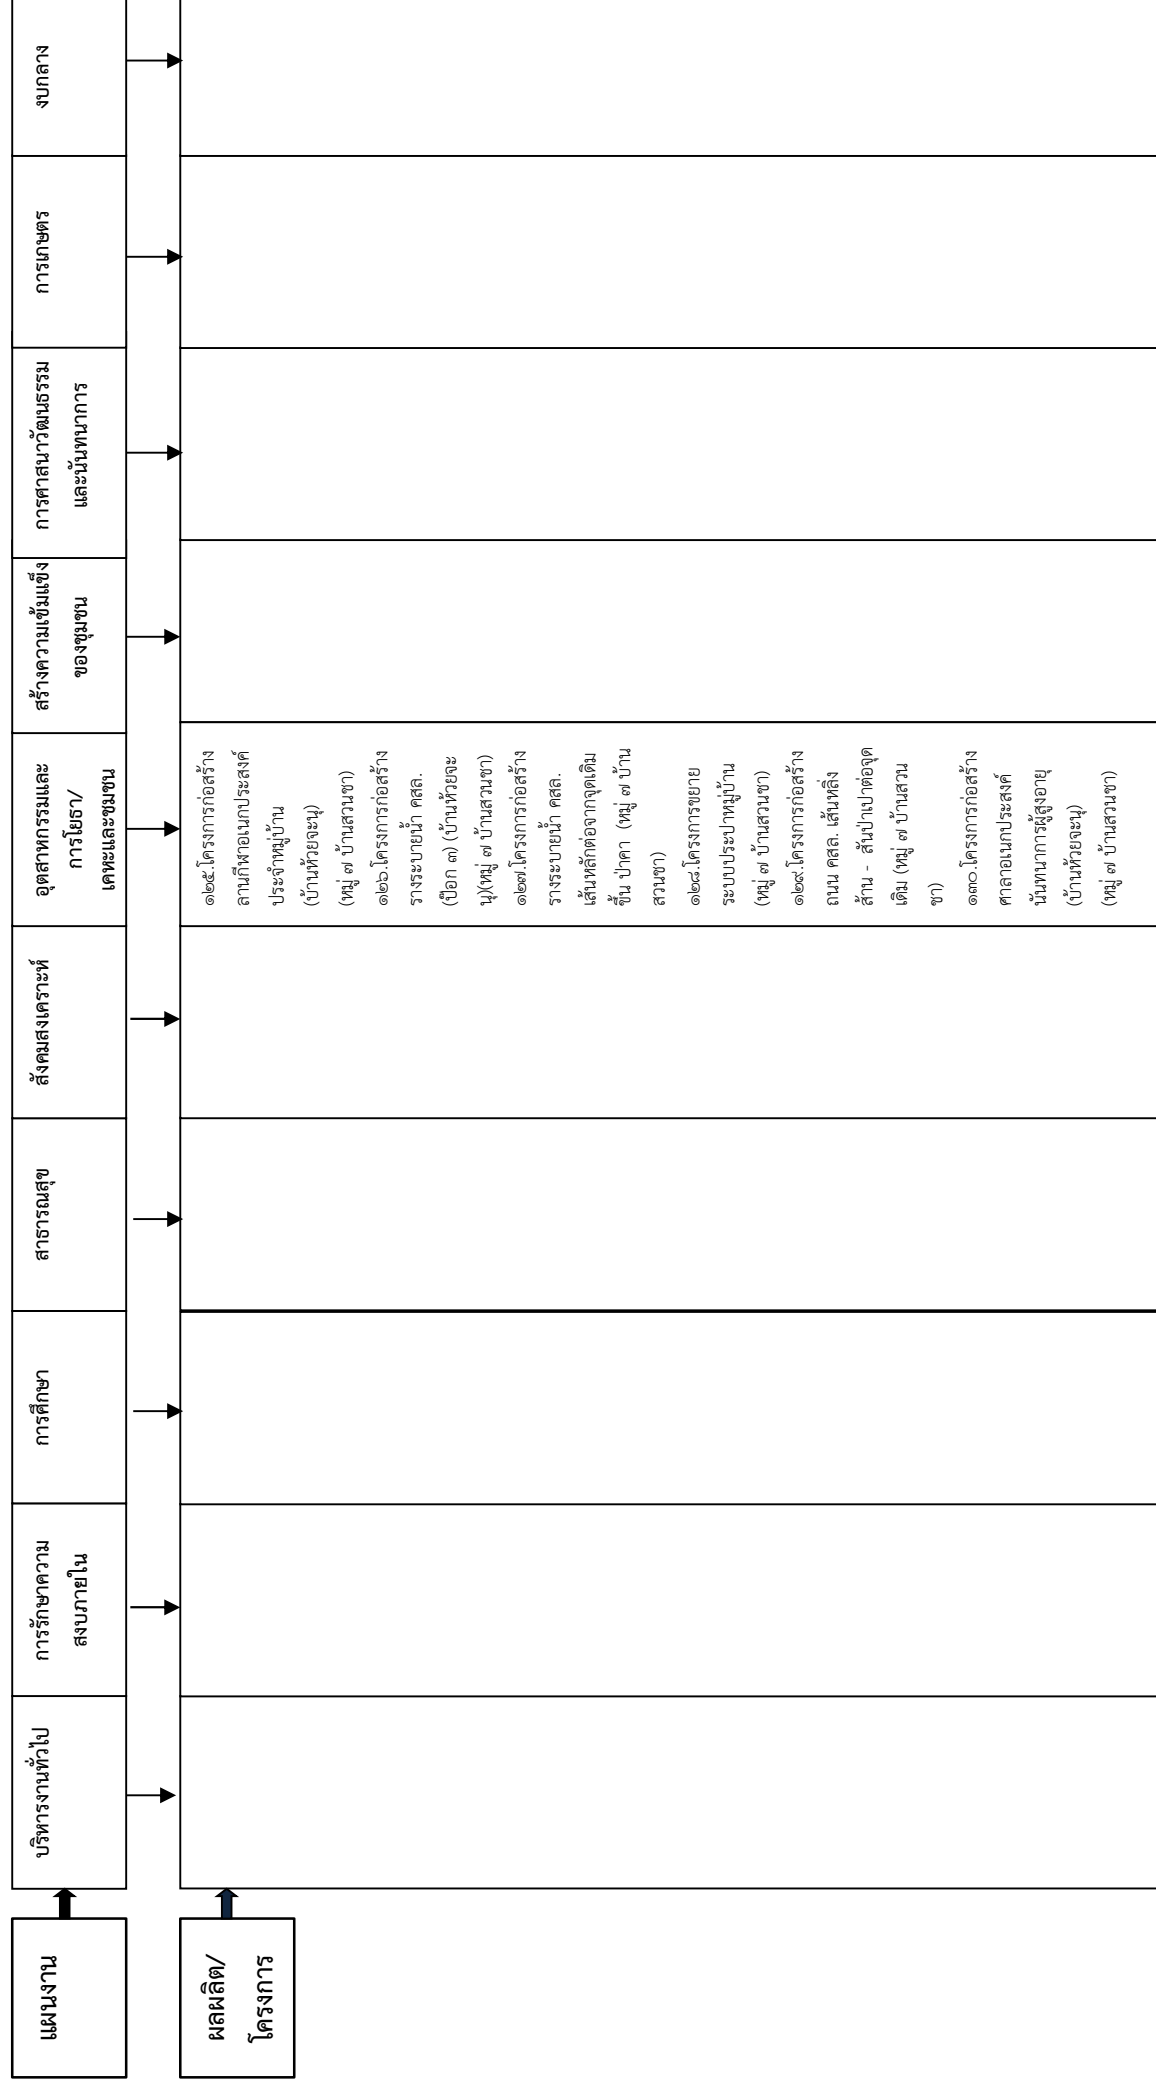 แผนงาน
บริหารงานทั่วไป
การรักษาความ
สงบภายใน
การศึกษา
สาธารณสุข
สังคมสงเคราะห์
อุตสาหกรรมและ
การโยธา/
เคหะและชมชน
สร้างความเข้มแข็ง
ของชุมชน
การศาสนาวัฒนธรรม
และนันทนาการ
การเกษตร
งบกลาง
ผลผลิต/
โครงการ
๑๒๕.โครงการก่อสร้าง
ลานกีฬาอเนกประสงค์
ประจำหมู่บ้าน
(บ้านห้วยจะนุ)
(หมู่ ๗ บ้านสวนชา)
๑๒๖.โครงการก่อสร้าง
รางระบายน้ำ คสล.
(ป๊อก ๓) (บ้านห้วยจะ
นุ)(หมู่ ๗ บ้านสวนชา)
๑๒๗.โครงการก่อสร้าง
รางระบายน้ำ คสล.
เส้นหลักต่อจากจุดเดิม
ขึ้น ป่าคา (หมู่ ๗ บ้าน
สวนชา)
๑๒๘.โครงการขยาย
ระบบประปาหมู่บ้าน
(หมู่ ๗ บ้านสวนชา)
๑๒๙.โครงการก่อสร้าง
ถนน คสล. เส้นหลิ่ง
ส้าน - สันป่าเปาต่อจุด
เดิม (หมู่ ๗ บ้านสวน
ชา)
๑๓๐.โครงการก่อสร้าง
ศาลาอเนกประสงค์
นันทนาการผู้สูงอายุ
(บ้านห้วยจะนุ)
(หมู่ ๗ บ้านสวนชา)